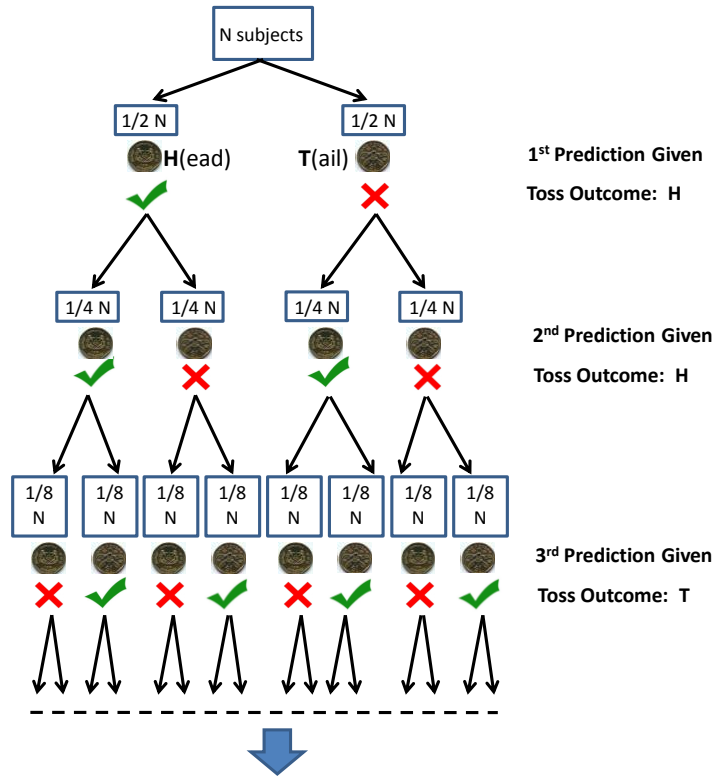 N subjects
1/2 N
1/2 N
H(ead)
T(ail)
1st Prediction Given
Toss Outcome: H
1/4 N
1/4 N
1/4 N
1/4 N
2nd Prediction Given
Toss Outcome: H
1/8
N
1/8
N
1/8
N
1/8
N
1/8
N
1/8
N
1/8
N
1/8
N
3rd Prediction Given
Toss Outcome: T